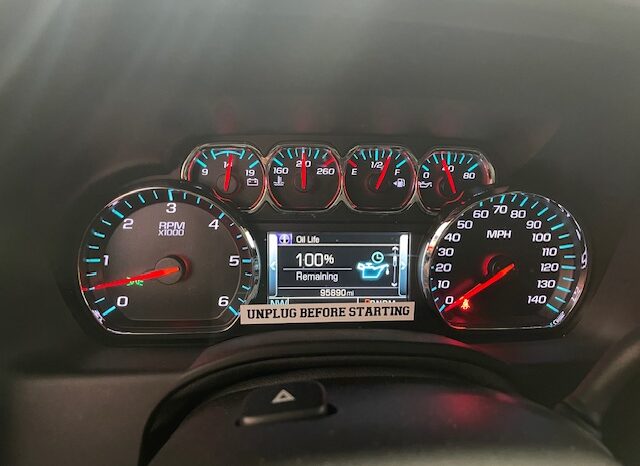 9 14 19
160 210 260
E 1/2 F
0 40 80
0 1 2 3 4 5 6
RPM
x1000
Oil Life
100%
Remaining
95890 mi
NW
0 10 20 30 40 50 60 70 80 90 100 110 120 130 140
MPH
UNPLUG BEFORE STARTING